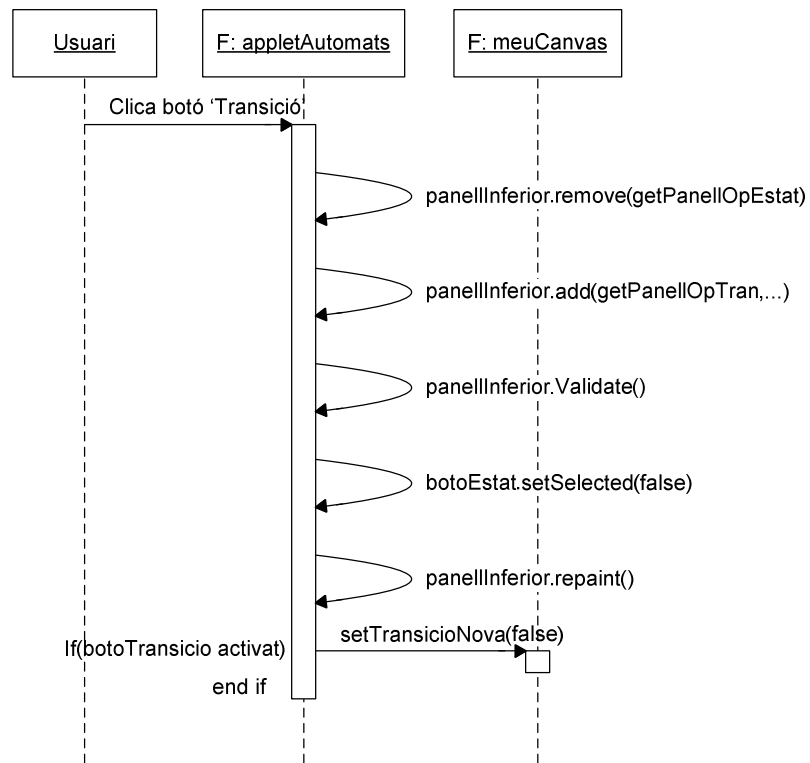 Usuari
F: appletAutomats
F: meuCanvas
Clica botó ‘Transició’
panellInferior.remove(getPanellOpEstat)
panellInferior.add(getPanellOpTran,...)
panellInferior.Validate()
botoEstat.setSelected(false)
panellInferior.repaint()
If(botoTransicio activat)
setTransicioNova(false)
end if